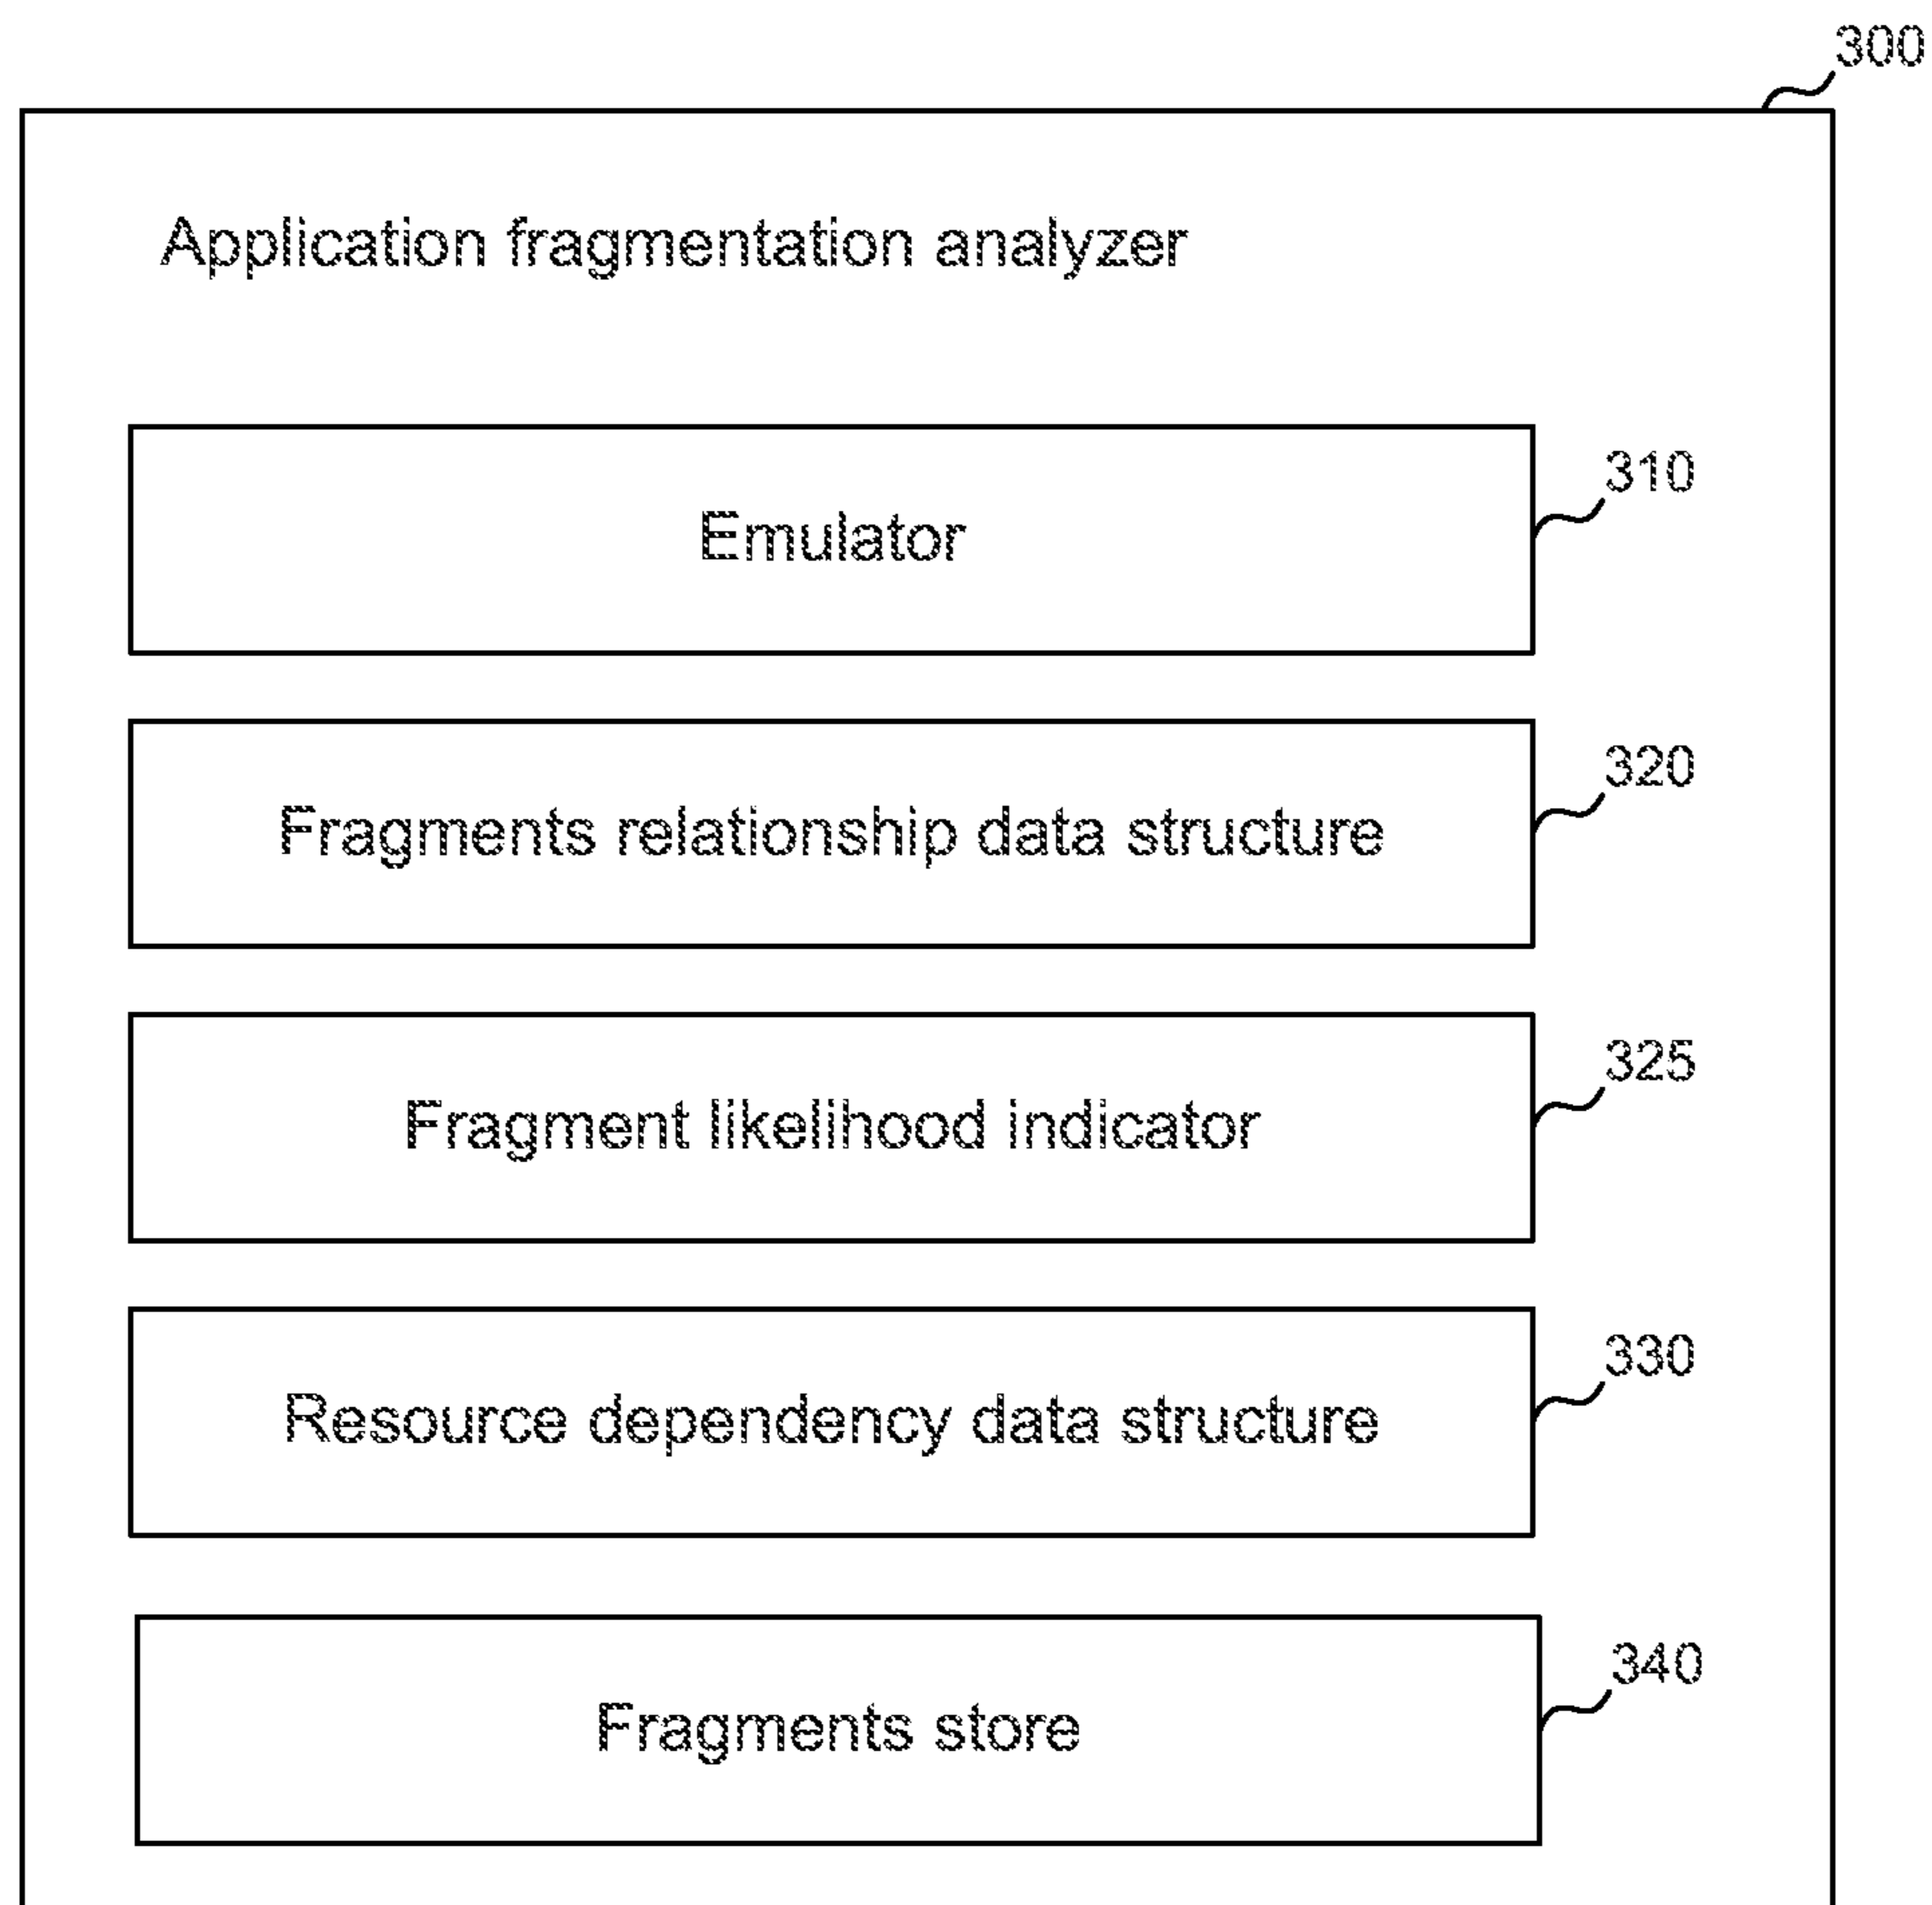 300
Application fragmentation analyzer
310
Emulator
320
Fragments relationship data structure
325
Fragment likelihood indicator
330
Resource dependency data structure
340
Fragments store